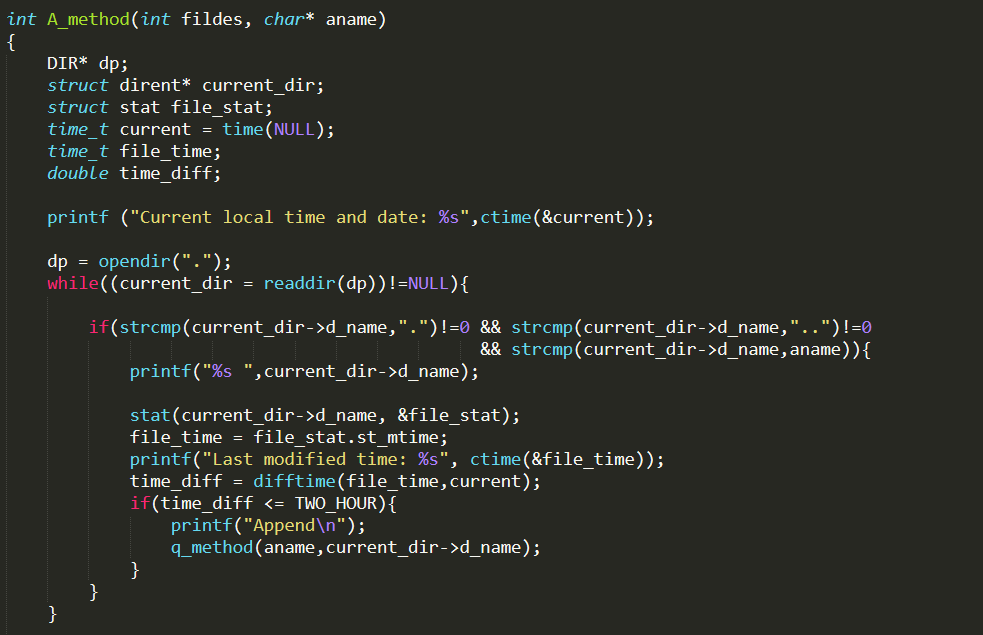 int A_method(int fildes, char* aname)
{
    DIR* dp;
    struct dirent* current_dir;
    struct stat file_stat;
    time_t current = time(NULL);
    time_t file_time;
    double time_diff;

    printf ("Current local time and date: %s",ctime(&current));

    dp = opendir(".");
    while((current_dir = readdir(dp))!=NULL){

        if(strcmp(current_dir->d_name,".")!=0 && strcmp(current_dir->d_name,"..")!=0
                                              && strcmp(current_dir->d_name,aname)){
            printf("%s ",current_dir->d_name);

            stat(current_dir->d_name, &file_stat);
            file_time = file_stat.st_mtime;
            printf("Last modified time: %s", ctime(&file_time));
            time_diff = difftime(file_time,current);
            if(time_diff <= TWO_HOUR){
                printf("Append\n");
                q_method(aname,current_dir->d_name);
            }
        }
    }